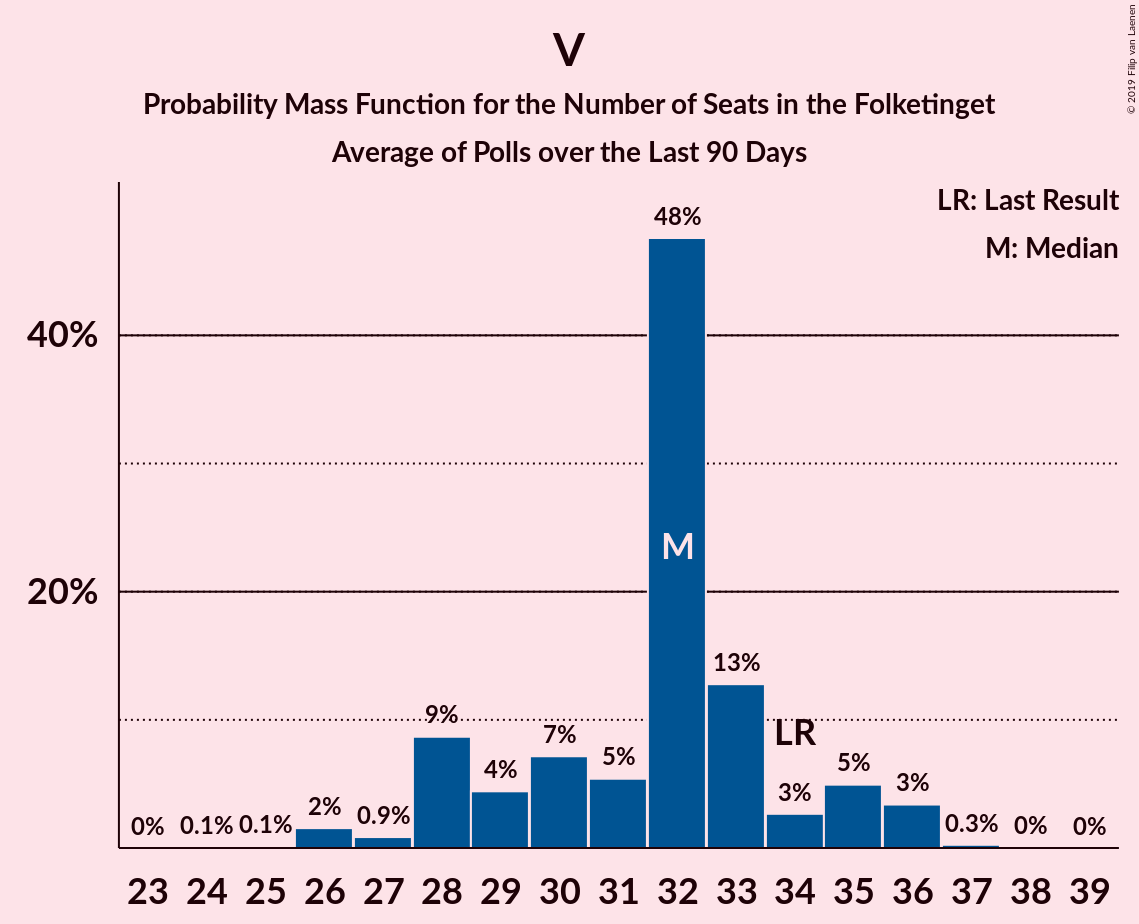 V
Probability Mass Function for the Number of Seats in the Folketinget
Average of Polls over the Last 90 Days
© 2019 Filip van Laenen
LR: Last Result
M: Median
40%
20%
0% 0.1% 0.1% 2% 0.9% 9% 4% 7% 5% 48% 13% 3% 5% 3% 0.3% 0% 0%
M
LR
23 24 25 26 27 28 29 30 31 32 33 34 35 36 37 38 39